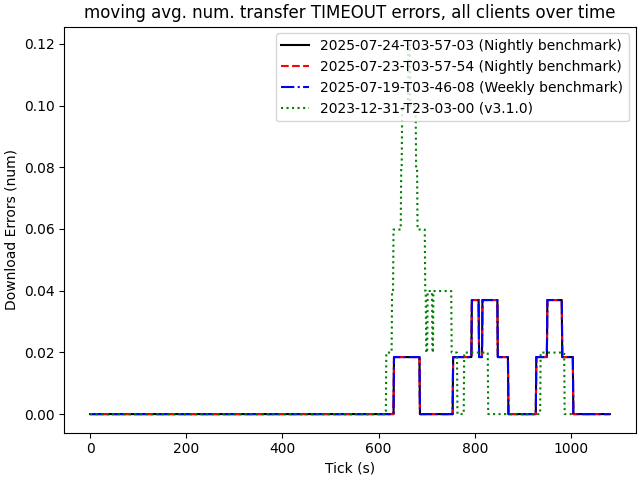 moving avg. num. transfer TIMEOUT errors, all clients over time
2025-07-24-T03-57-03 (Nightly benchmark)
2025-07-23-T03-57-54 (Nightly benchmark)
2025-07-19-T03-46-08 (Weekly benchmark)
2023-12-31-T23-03-00 (v3.1.0)
Download Errors (num)
0.12
0.10
0.08
0.06
0.04
0.02
0.00
0 200 400 600 800 1000
Tick (s)